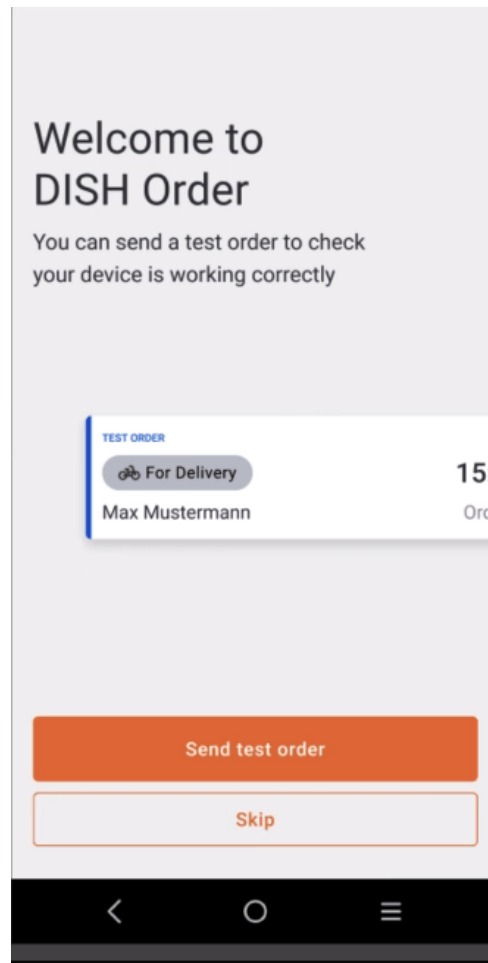 Welcome to
DISH Order
You can send a test order to check
your device is working correctly
TEST ORDER
For Delivery
15
Max Mustermann
Send test order
Skip